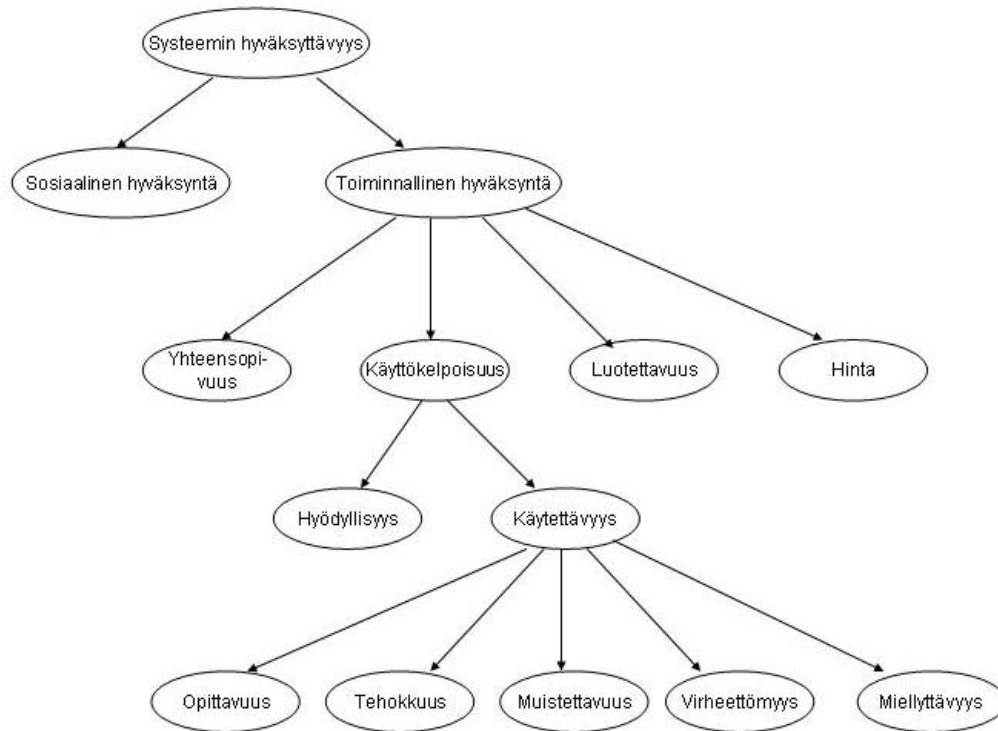 Systeemin hyväksyttävyys
Sosiaalinen hyväksyntä
Toiminnallinen hyväksyntä
Yhteensopi-
vuus
Käyttökelpoisuus
Luotettavuus
Hinta
Hyödyllisyys
Käytettävyys
Opittavuus
Tehokkuus
Muistettavuus
Virheettömyys
Miellyttävyys